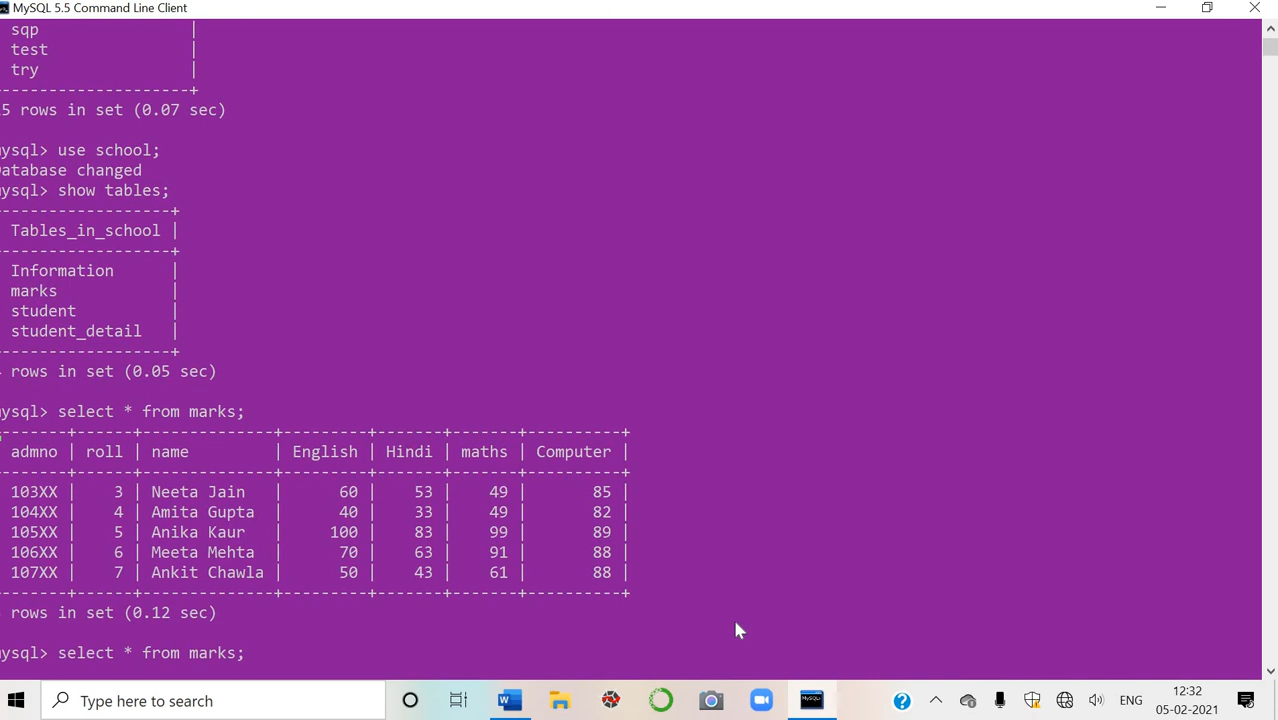 MySQL 5.5 Command Line Client
sqp |
test |
try |
--------------------+
5 rows in set (0.07 sec)
ysql> use school;
atabase changed
ysql> show tables;
------------------+
Tables_in_school |
------------------+
Information |
marks |
student |
student_detail |
------------------+
rows in set (0.05 sec)
ysql> select * from marks;
-------+------+--------------+---------+-------+-------+----------+
admno | roll | name | English | Hindi | maths | Computer |
-------+------+--------------+---------+-------+-------+----------+
103XX | 3 | Neeta Jain | 60 | 53 | 49 | 85 |
104XX | 4 | Amita Gupta | 40 | 33 | 49 | 82 |
105XX | 5 | Anika Kaur | 100 | 83 | 99 | 89 |
106XX | 6 | Meeta Mehta | 70 | 63 | 91 | 88 |
107XX | 7 | Ankit Chawla | 50 | 43 | 61 | 88 |
-------+------+--------------+---------+-------+-------+----------+
rows in set (0.12 sec)
ysql> select * from marks;
Type here to search
ENG
12:32
05-02-2021